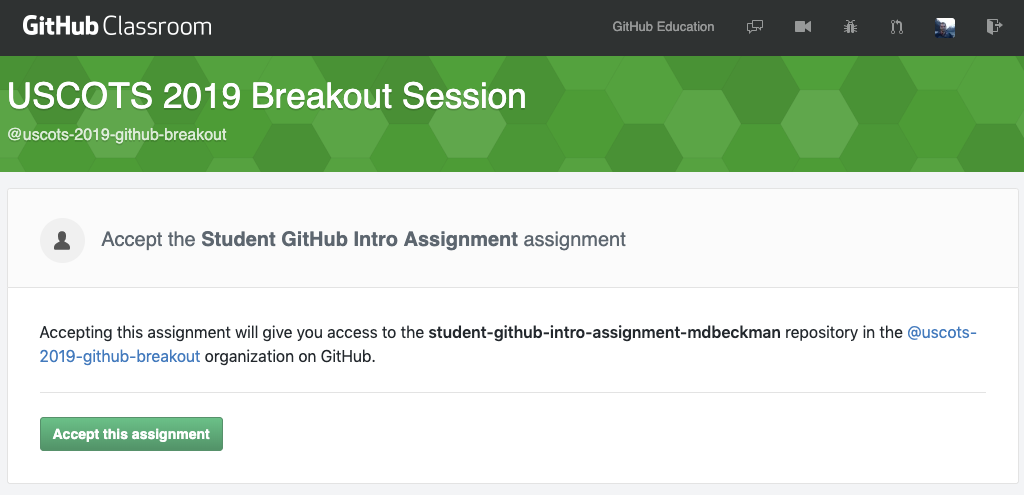 GitHub Classroom
GitHub Education
USCOTS 2019 Breakout Session
@uscots-2019-github-breakout
Accept the Student GitHub Intro Assignment assignment
Accepting this assignment will give you access to the student-github-intro-assignment-mdbeckman repository in the @uscots-
2019-github-breakout organization on GitHub.
Accept this assignment